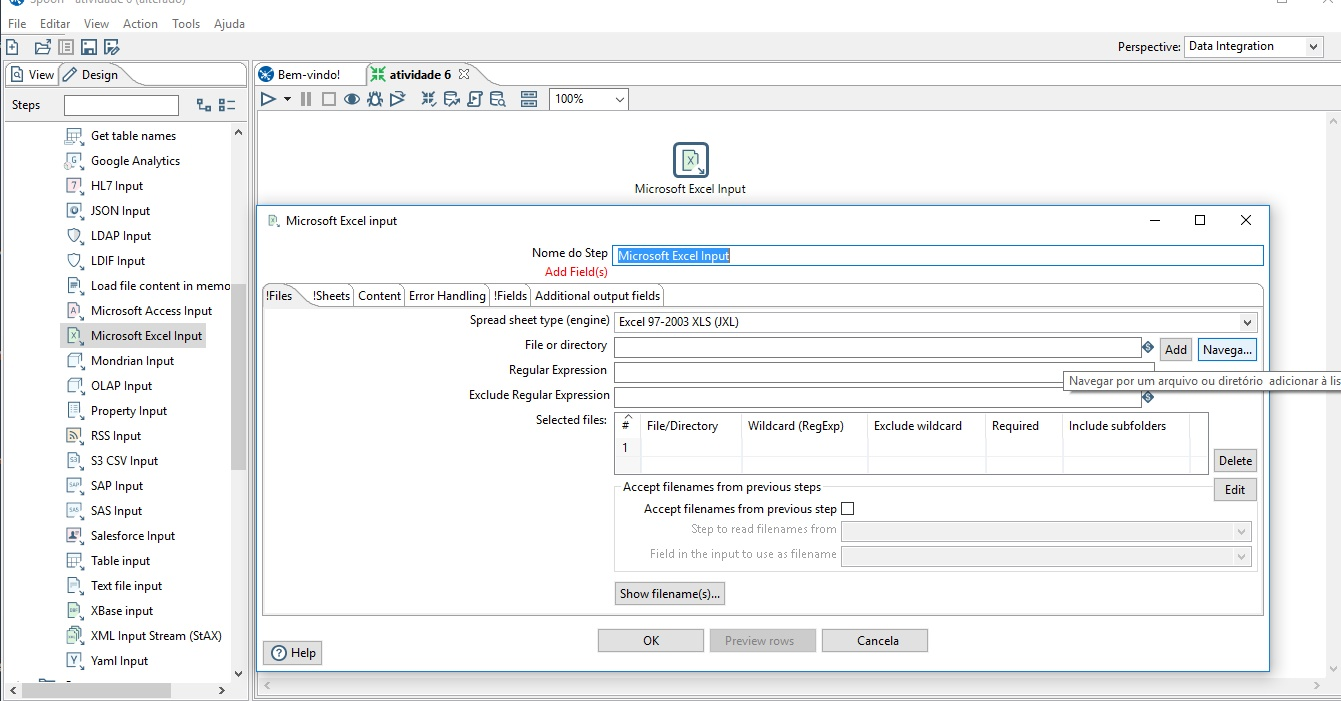 Spoon - atividade 6 (alterado)
File Editar View Action Tools Ajuda
Perspective: Data Integration
View Design
Bem-vindo! atividade 6
Steps
100%
Get table names
Google Analytics
HL7 Input
JSON Input
LDAP Input
LDIF Input
Load file content in memo
Microsoft Access Input
Microsoft Excel Input
Mondrian Input
OLAP Input
Property Input
RSS Input
S3 CSV Input
SAP Input
SAS Input
Salesforce Input
Table input
Text file input
XBase input
XML Input Stream (StAX)
Yaml Input
Microsoft Excel Input
Microsoft Excel input
Nome do Step Microsoft Excel Input
Add Field(s)
!Files !Sheets Content Error Handling !Fields Additional output fields
Spread sheet type (engine) Excel 97-2003 XLS (JXL)
File or directory Add Navega...
Regular Expression
Navegar por um arquivo ou diretório adicionar à lis
Exclude Regular Expression
Selected files:
# File/Directory Wildcard (RegExp) Exclude wildcard Required Include subfolders
1
Delete
Edit
Accept filenames from previous steps
Accept filenames from previous step
Step to read filenames from
Field in the input to use as filename
Show filename(s)...
OK Preview rows Cancela
Help